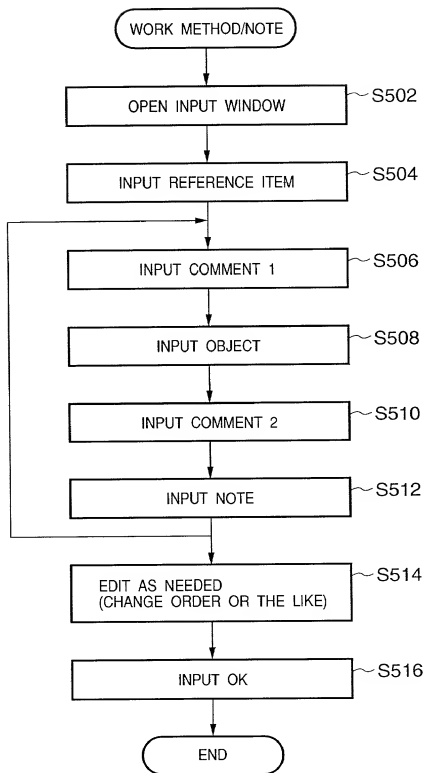 WORK METHOD/NOTE
OPEN INPUT WINDOW
S502
INPUT REFERENCE ITEM
S504
INPUT COMMENT 1
S506
INPUT OBJECT
S508
INPUT COMMENT 2
S510
INPUT NOTE
S512
EDIT AS NEEDED
(CHANGE ORDER OR THE LIKE)
S514
INPUT OK
S516
END